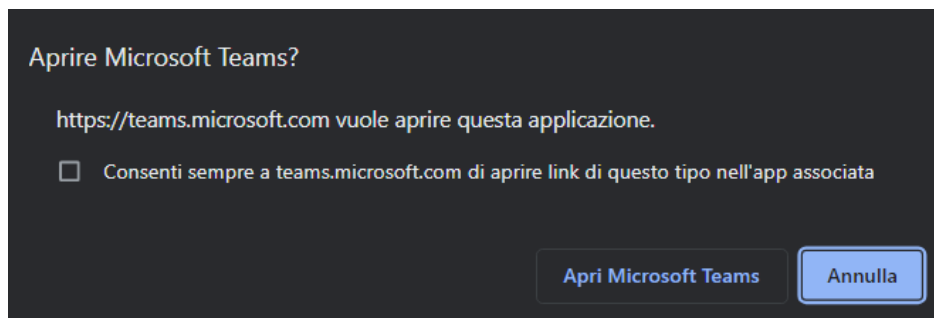 Aprire Microsoft Teams?
https://teams.microsoft.com vuole aprire questa applicazione.
Consenti sempre a teams.microsoft.com di aprire link di questo tipo nell'app associata
Apri Microsoft Teams
Annulla